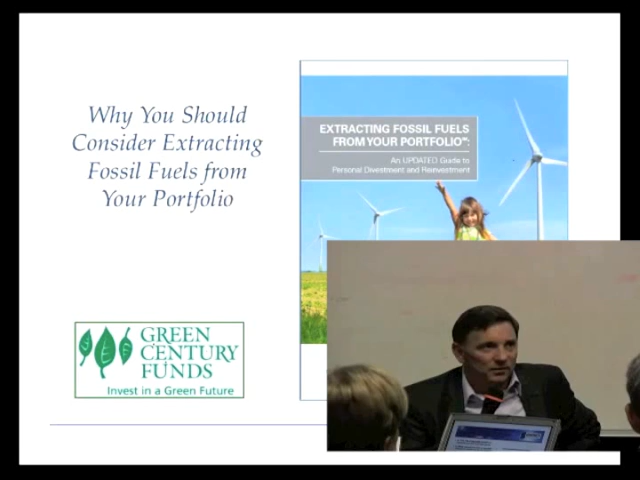 Why You Should
Consider Extracting
Fossil Fuels from
Your Portfolio
EXTRACTING FOSSIL FUELS
FROM YOUR PORTFOLIO℠:
An UPDATED Guide to
Personal Divestment and Reinvestment
GREEN
CENTURY
FUNDS
Invest in a Green Future